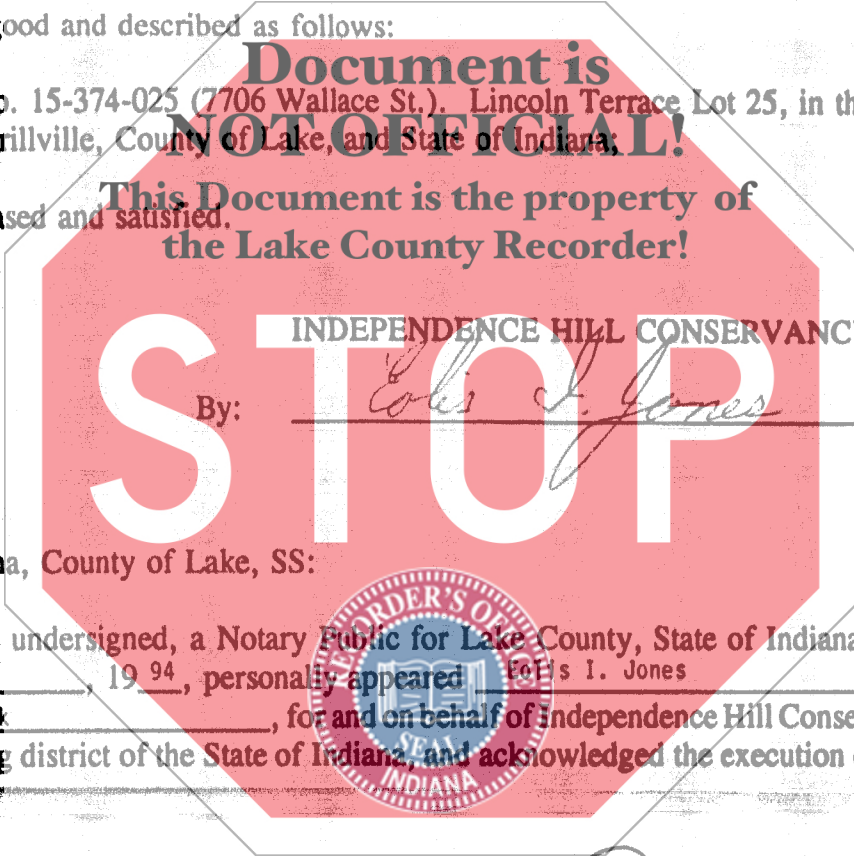 ood and described as follows:
Document is
o. 15-374-025 (7706 Wallace St.). Lincoln Terrace Lot 25, in th
NOT OFFICIAL!
rillville, County of Lake, and State of Indiana;
This Document is the property of
sed and satisfied.
the Lake County Recorder!
STOP
INDEPENDENCE HILL CONSERVANC
By: Eolis I. Jones
a, County of Lake, SS:
RECORDER'S OFFICE
undersigned, a Notary Public for Lake County, State of Indiana
, 19 94, personally appeared Eolis I. Jones
, for and on behalf of Independence Hill Conse
SEAL
g district of the State of Indiana, and acknowledged the execution
INDIANA